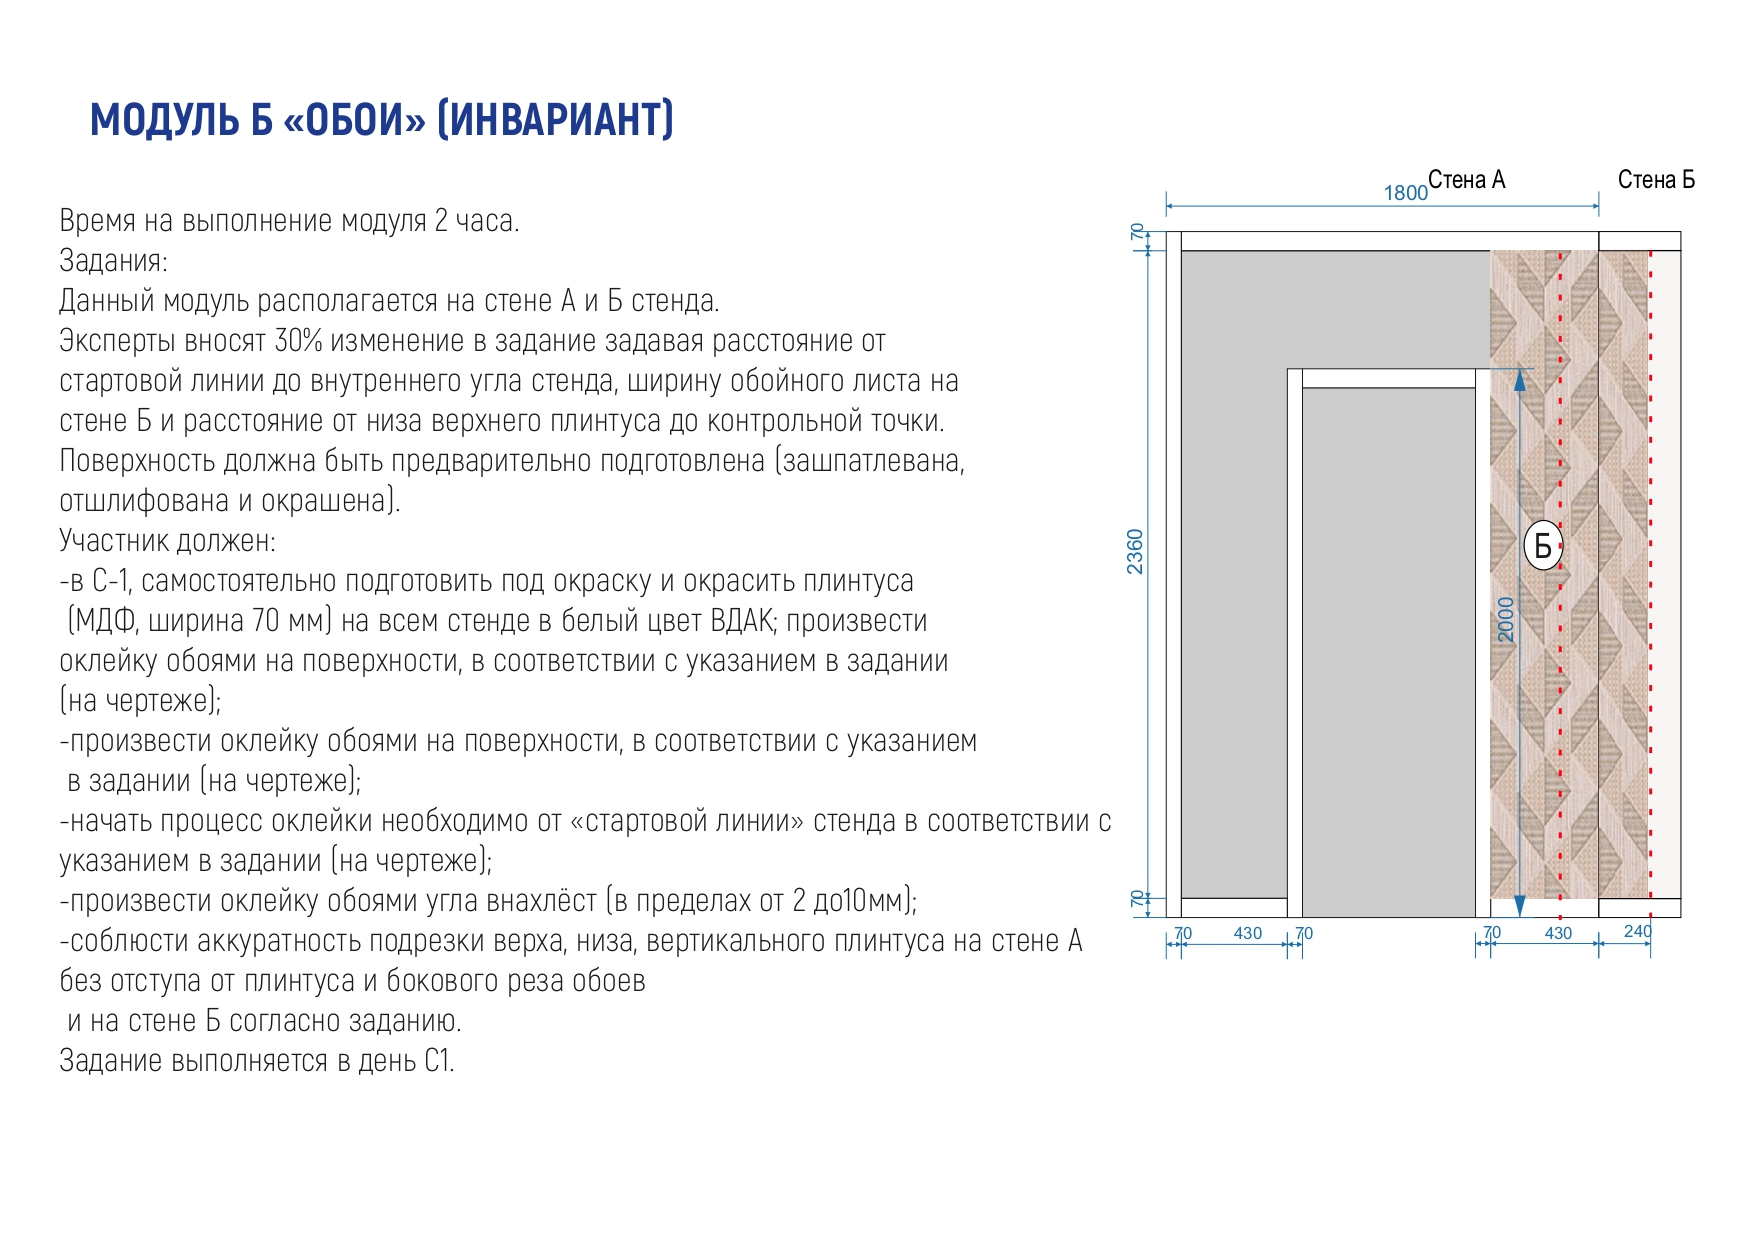 МОДУЛЬ Б «ОБОИ» (ИНВАРИАНТ)
Время на выполнение модуля 2 часа.
Задания:
Данный модуль располагается на стене А и Б стенда.
Эксперты вносят 30% изменение в задание задавая расстояние от
стартовой линии до внутреннего угла стенда, ширину обойного листа на
стене Б и расстояние от низа верхнего плинтуса до контрольной точки.
Поверхность должна быть предварительно подготовлена (зашпатлевана,
отшлифована и окрашена).
Участник должен:
-в С-1, самостоятельно подготовить под окраску и окрасить плинтуса
(МДФ, ширина 70 мм) на всем стенде в белый цвет ВДАК; произвести
оклейку обоями на поверхности, в соответствии с указанием в задании
(на чертеже);
-произвести оклейку обоями на поверхности, в соответствии с указанием
в задании (на чертеже);
-начать процесс оклейки необходимо от «стартовой линии» стенда в соответствии с
указанием в задании (на чертеже);
-произвести оклейку обоями угла внахлёст (в пределах от 2 до10мм);
-соблюсти аккуратность подрезки верха, низа, вертикального плинтуса на стене А
без отступа от плинтуса и бокового реза обоев
и на стене Б согласно заданию.
Задание выполняется в день С1.
Стена А
Стена Б
1800
70
2360
Б
2000
70
70
430
70
70
430
240